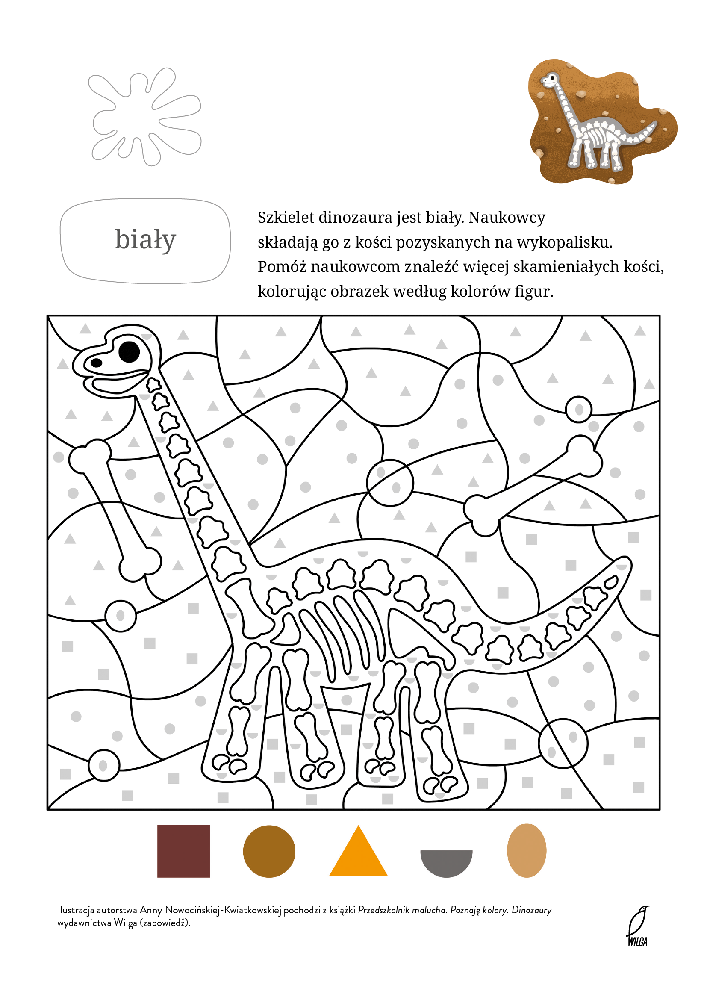 biały
Szkielet dinozaura jest biały. Naukowcy
składają go z kości pozyskanych na wykopalisku.
Pomóż naukowcom znaleźć więcej skamieniałych kości,
kolorując obrazek według kolorów figur.
Ilustracja autorstwa Anny Nowocińskiej-Kwiatkowskiej pochodzi z książki Przedszkolnik malucha. Poznaję kolory. Dinozaury
wydawnictwa Wilga (zapowiedź).
WILGA